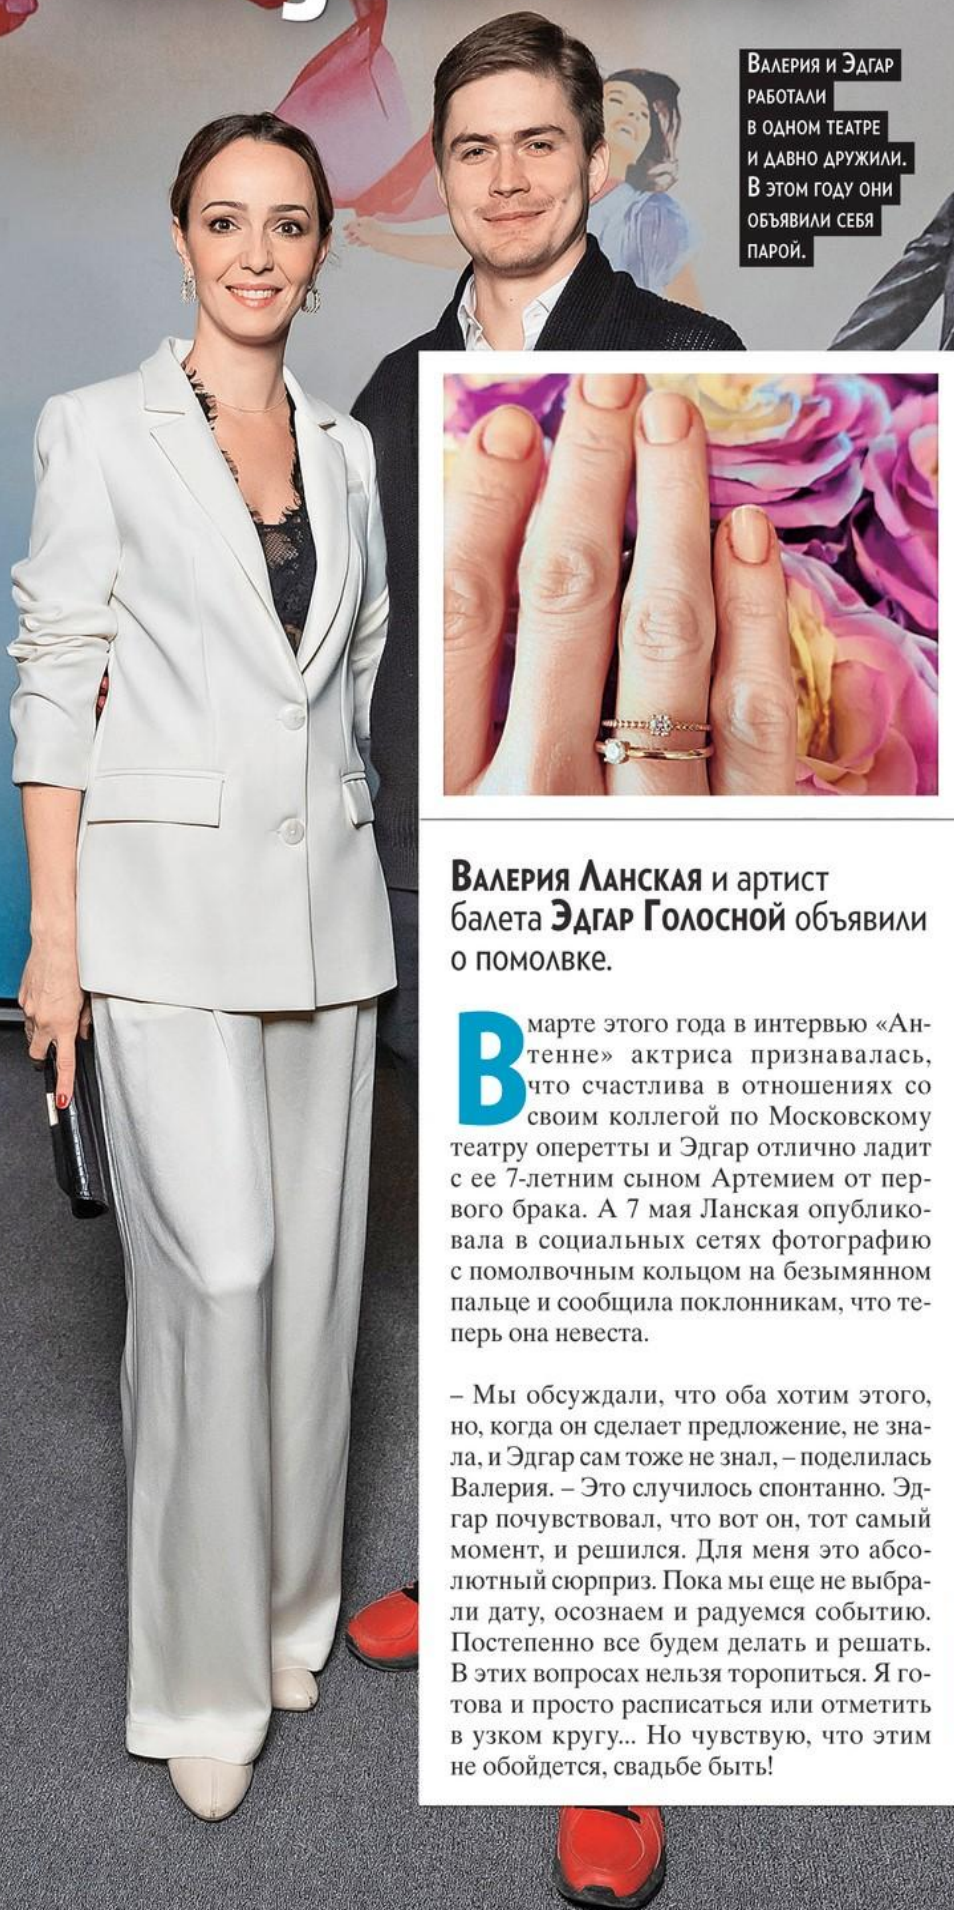 Валерия и Эдгар
работали
в одном театре
и давно дружили.
В этом году они
объявили себя
парой.
Валерия Ланская и артист
балета Эдгар Голосной объявили
о помолвке.
В марте этого года в интервью «Ан-
тенне» актриса признавалась,
что счастлива в отношениях со
своим коллегой по Московскому
театру оперетты и Эдгар отлично ладит
с ее 7-летним сыном Артемием от пер-
вого брака. А 7 мая Ланская опублико-
вала в социальных сетях фотографию
с помолвочным кольцом на безымянном
пальце и сообщила поклонникам, что те-
перь она невеста.
– Мы обсуждали, что оба хотим этого,
но, когда он сделает предложение, не зна-
ла, и Эдгар сам тоже не знал, – поделилась
Валерия. – Это случилось спонтанно. Эд-
гар почувствовал, что вот он, тот самый
момент, и решился. Для меня это абсо-
лютный сюрприз. Пока мы еще не выбра-
ли дату, осознаем и радуемся событию.
Постепенно все будем делать и решать.
В этих вопросах нельзя торопиться. Я го-
това и просто расписаться или отметить
в узком кругу... Но чувствую, что этим
не обойдется, свадьбе быть!